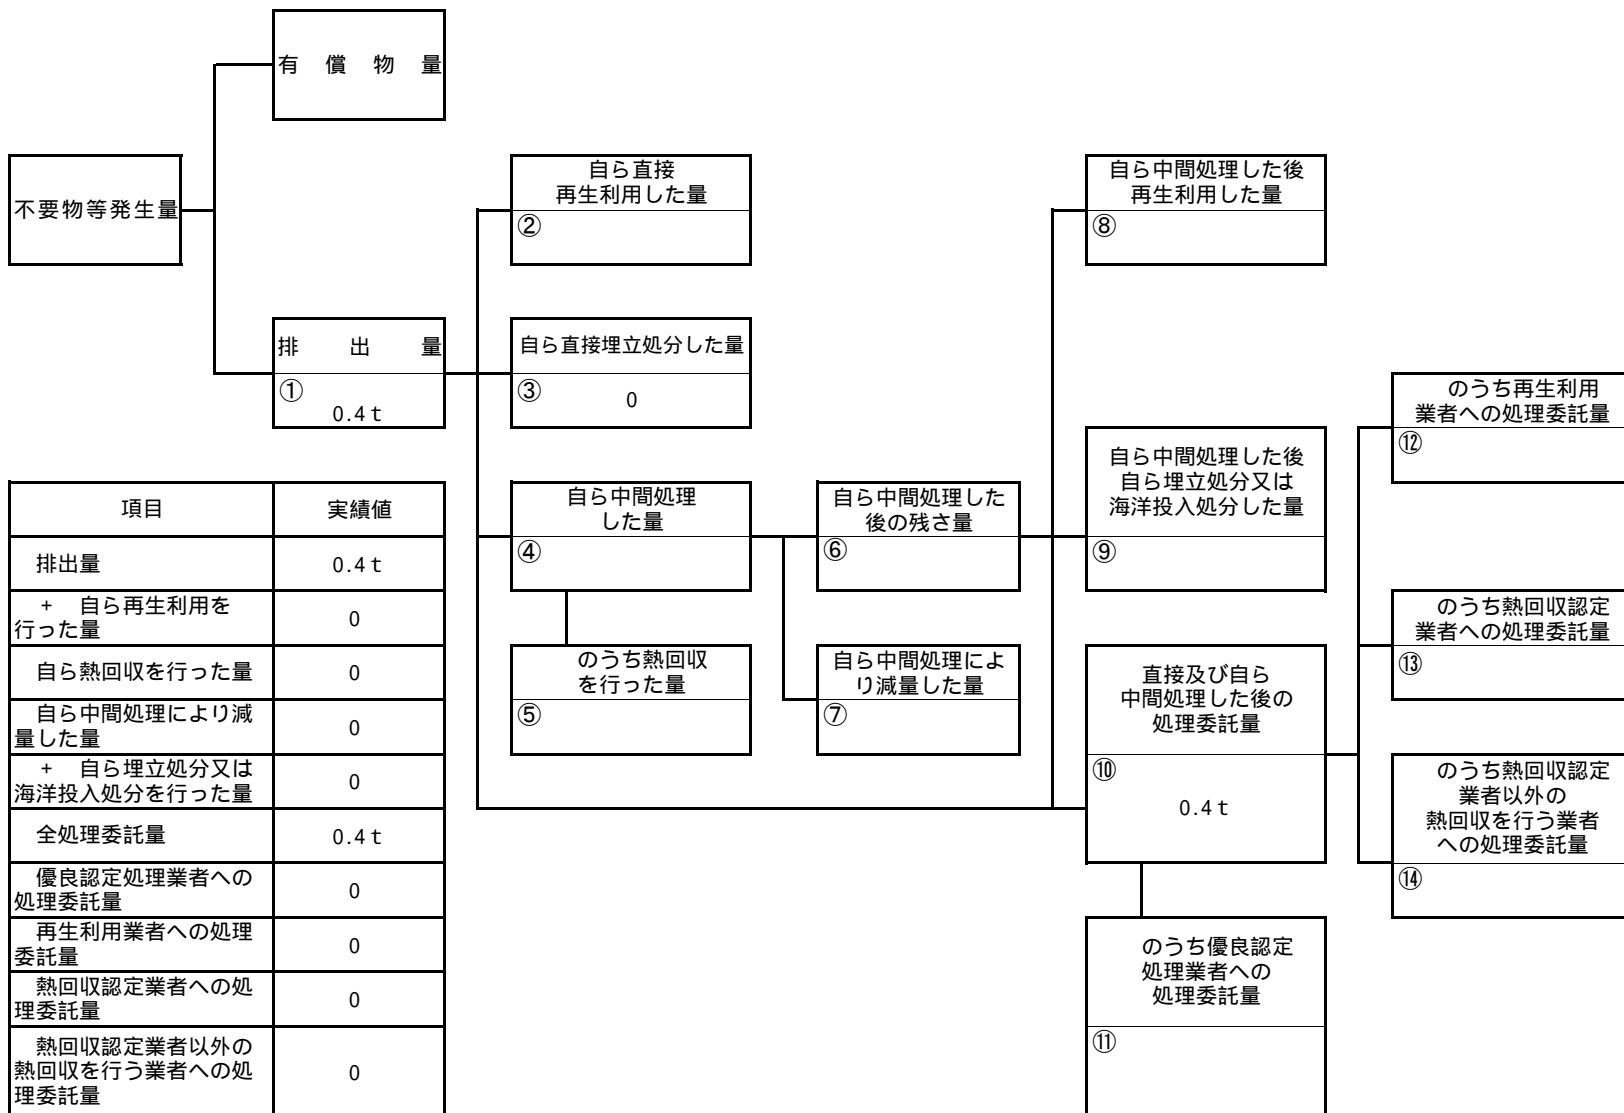 有償物量
不要物等発生量
排出量
①
0.4t
自ら直接
再生利用した量
②
自ら直接埋立処分した量
③
0
自ら中間処理
した量
④
のうち熱回収
を行った量
⑤
自ら中間処理した
後の残さ量
⑥
自ら中間処理によ
り減量した量
⑦
自ら中間処理した後
再生利用した量
⑧
自ら中間処理した後
自ら埋立処分又は
海洋投入処分した量
⑨
直接及び自ら
中間処理した後の
処理委託量
⑩
0.4t
のうち優良認定
処理業者への
処理委託量
⑪
のうち再生利用
業者への処理委託量
⑫
のうち熱回収認定
業者への処理委託量
⑬
のうち熱回収認定
業者以外の
熱回収を行う業者
への処理委託量
⑭
項目 実績値
排出量 0.4t
+ 自ら再生利用を
行った量 0
自ら熱回収を行った量 0
自ら中間処理により減
量した量 0
+ 自ら埋立処分又は
海洋投入処分を行った量 0
全処理委託量 0.4t
優良認定処理業者への
処理委託量 0
再生利用業者への処理
委託量 0
熱回収認定業者への処
理委託量 0
熱回収認定業者以外の
熱回収を行う業者への処
理委託量 0